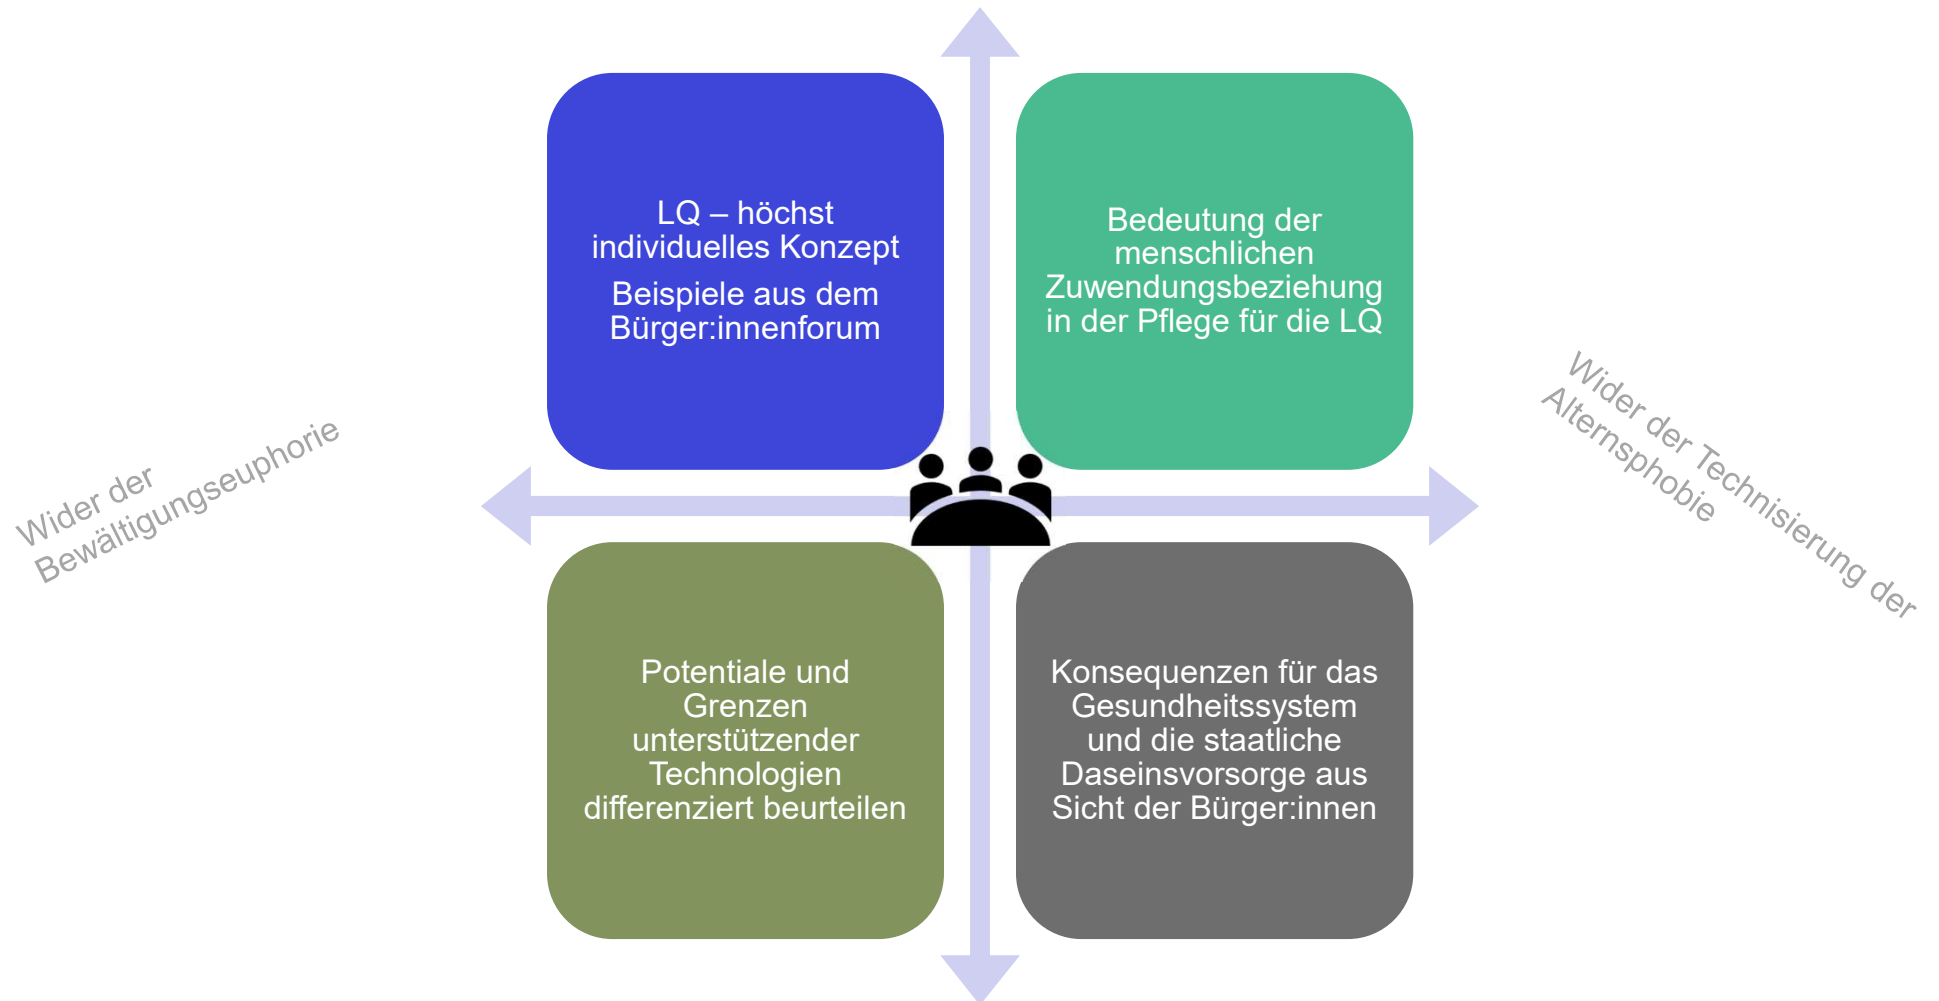 LQ – höchst
individuelles Konzept
Beispiele aus dem
Bürger:innenforum
Bedeutung der
menschlichen
Zuwendungsbeziehung
in der Pflege für die LQ
Wider der
Bewältigungseuphorie
Wider der Technisierung der
Alternsphobie
Potentiale und
Grenzen
unterstützender
Technologien
differenziert beurteilen
Konsequenzen für das
Gesundheitssystem
und die staatliche
Daseinsvorsorge aus
Sicht der Bürger:innen